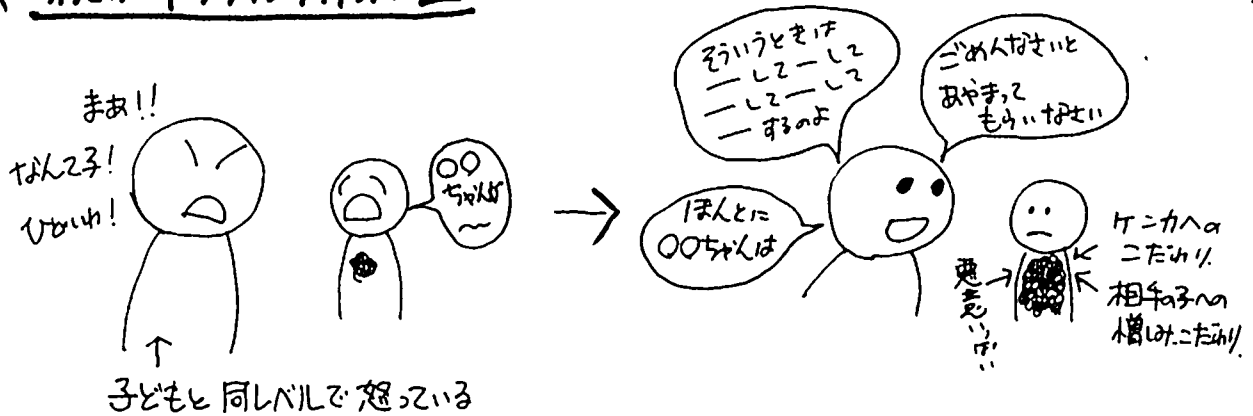 まあ!!
なんて子!
ひどいわ!
○○
ちゃんが
〜
子どもと同レベルで怒っている
→
そういうときは
ーしてーして
ーしてーして
ーするのよ
ごめんなさいと
あやまって
もらいなさい
ほんとに
○○ちゃんは
悪意いっぱい
ケンカへの
こだわり
相手の子への
憎しみこだわり